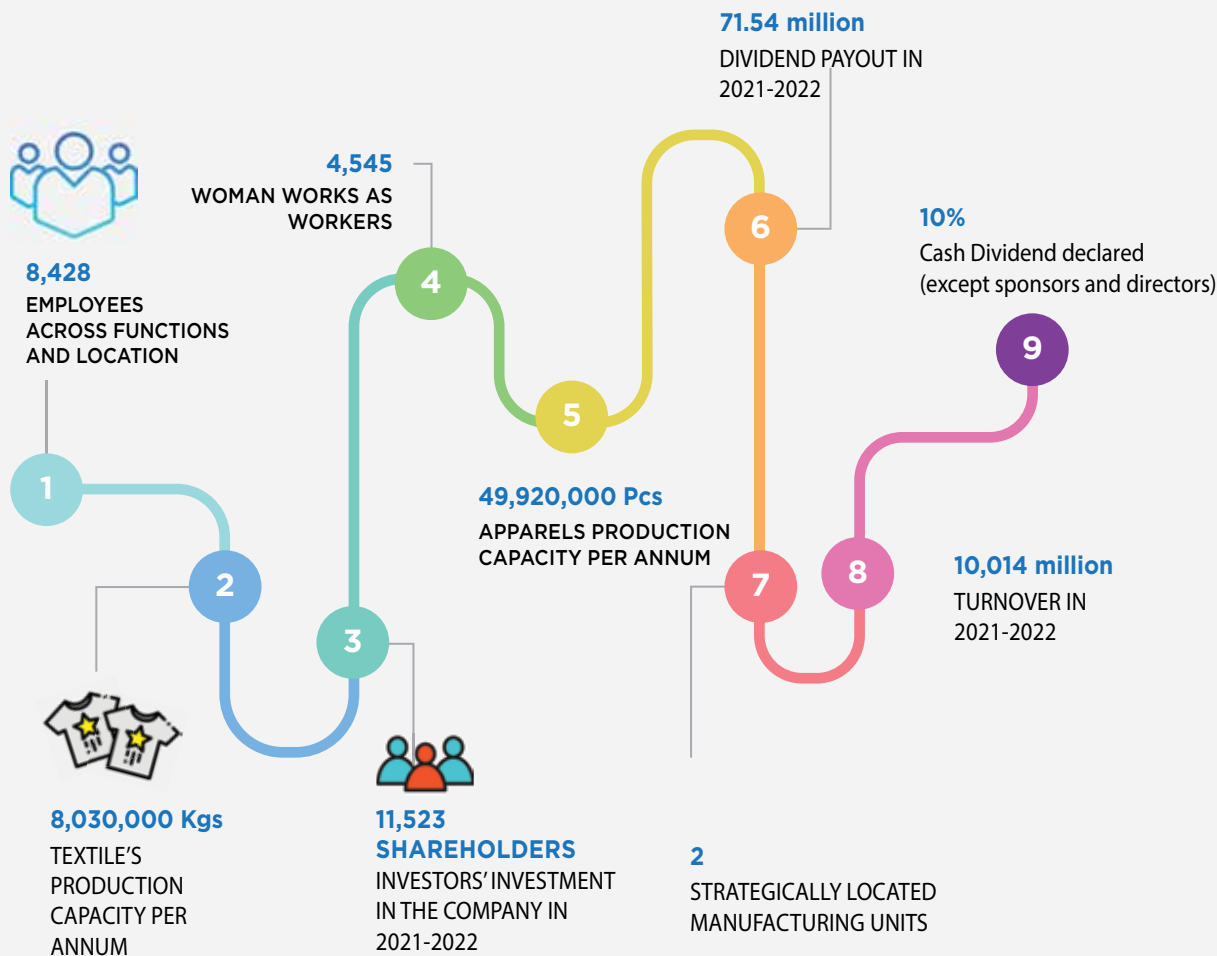 1
8,428
EMPLOYEES
ACROSS FUNCTIONS
AND LOCATION
2
8,030,000 Kgs
TEXTILE'S
PRODUCTION
CAPACITY PER
ANNUM
3
11,523
SHAREHOLDERS
INVESTORS' INVESTMENT
IN THE COMPANY IN
2021-2022
4
4,545
WOMAN WORKS AS
WORKERS
5
49,920,000 Pcs
APPARELS PRODUCTION
CAPACITY PER ANNUM
6
71.54 million
DIVIDEND PAYOUT IN
2021-2022
7
2
STRATEGICALLY LOCATED
MANUFACTURING UNITS
8
10,014 million
TURNOVER IN
2021-2022
9
10%
Cash Dividend declared
(except sponsors and directors)